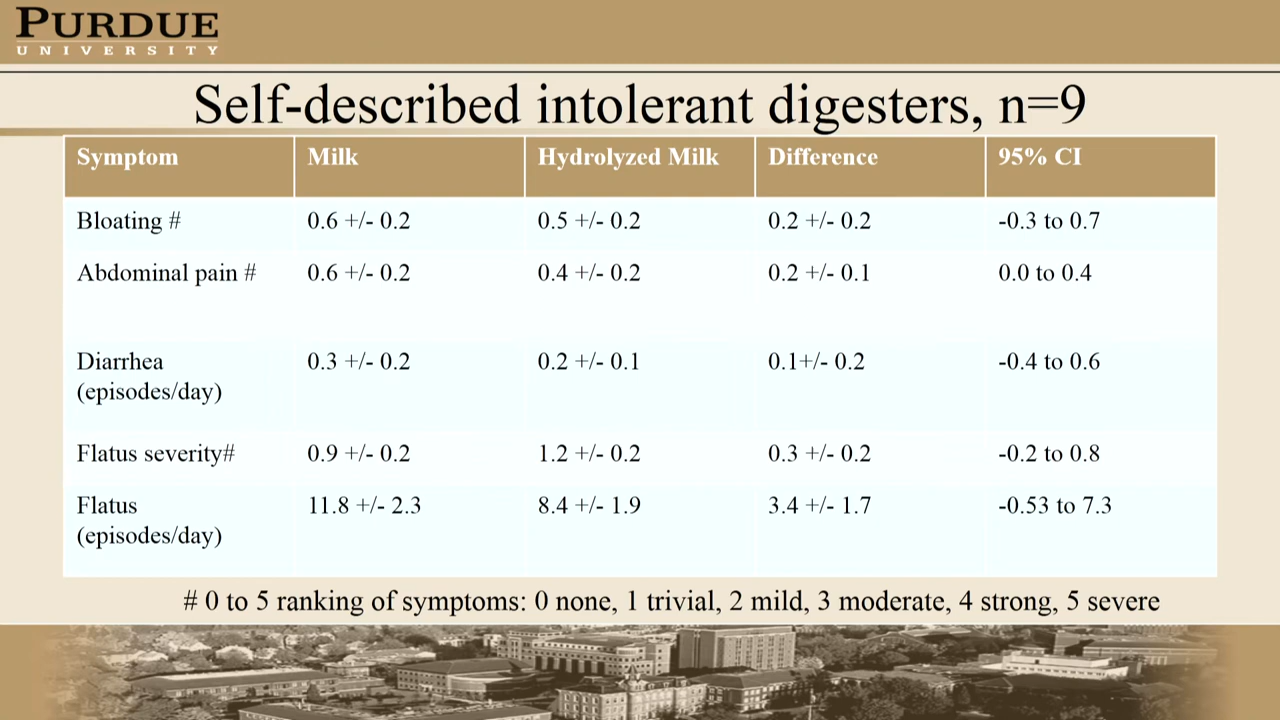 PURDUE
UNIVERSITY
Self-described intolerant digesters, n=9
Symptom Milk Hydrolyzed Milk Difference 95% CI
Bloating # 0.6 +/- 0.2 0.5 +/- 0.2 0.2 +/- 0.2 -0.3 to 0.7
Abdominal pain # 0.6 +/- 0.2 0.4 +/- 0.2 0.2 +/- 0.1 0.0 to 0.4
Diarrhea 0.3 +/- 0.2 0.2 +/- 0.1 0.1+/- 0.2 -0.4 to 0.6
(episodes/day)
Flatus severity# 0.9 +/- 0.2 1.2 +/- 0.2 0.3 +/- 0.2 -0.2 to 0.8
Flatus 11.8 +/- 2.3 8.4 +/- 1.9 3.4 +/- 1.7 -0.53 to 7.3
(episodes/day)
# 0 to 5 ranking of symptoms: 0 none, 1 trivial, 2 mild, 3 moderate, 4 strong, 5 severe